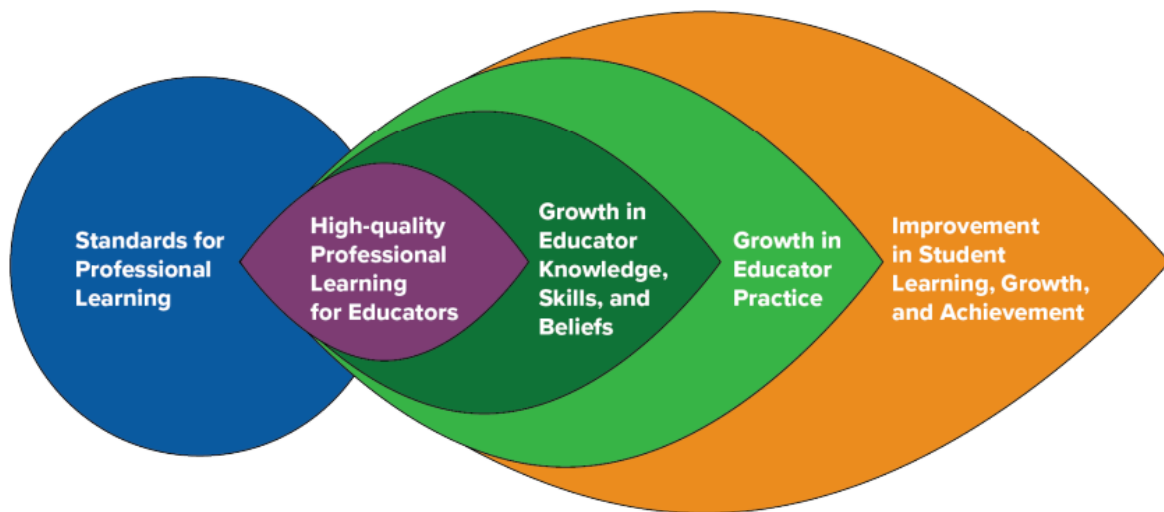 Standards for
Professional
Learning
High-quality
Professional
Learning
for Educators
Growth in
Educator
Knowledge,
Skills, and
Beliefs
Growth in
Educator
Practice
Improvement
in Student
Learning, Growth,
and Achievement